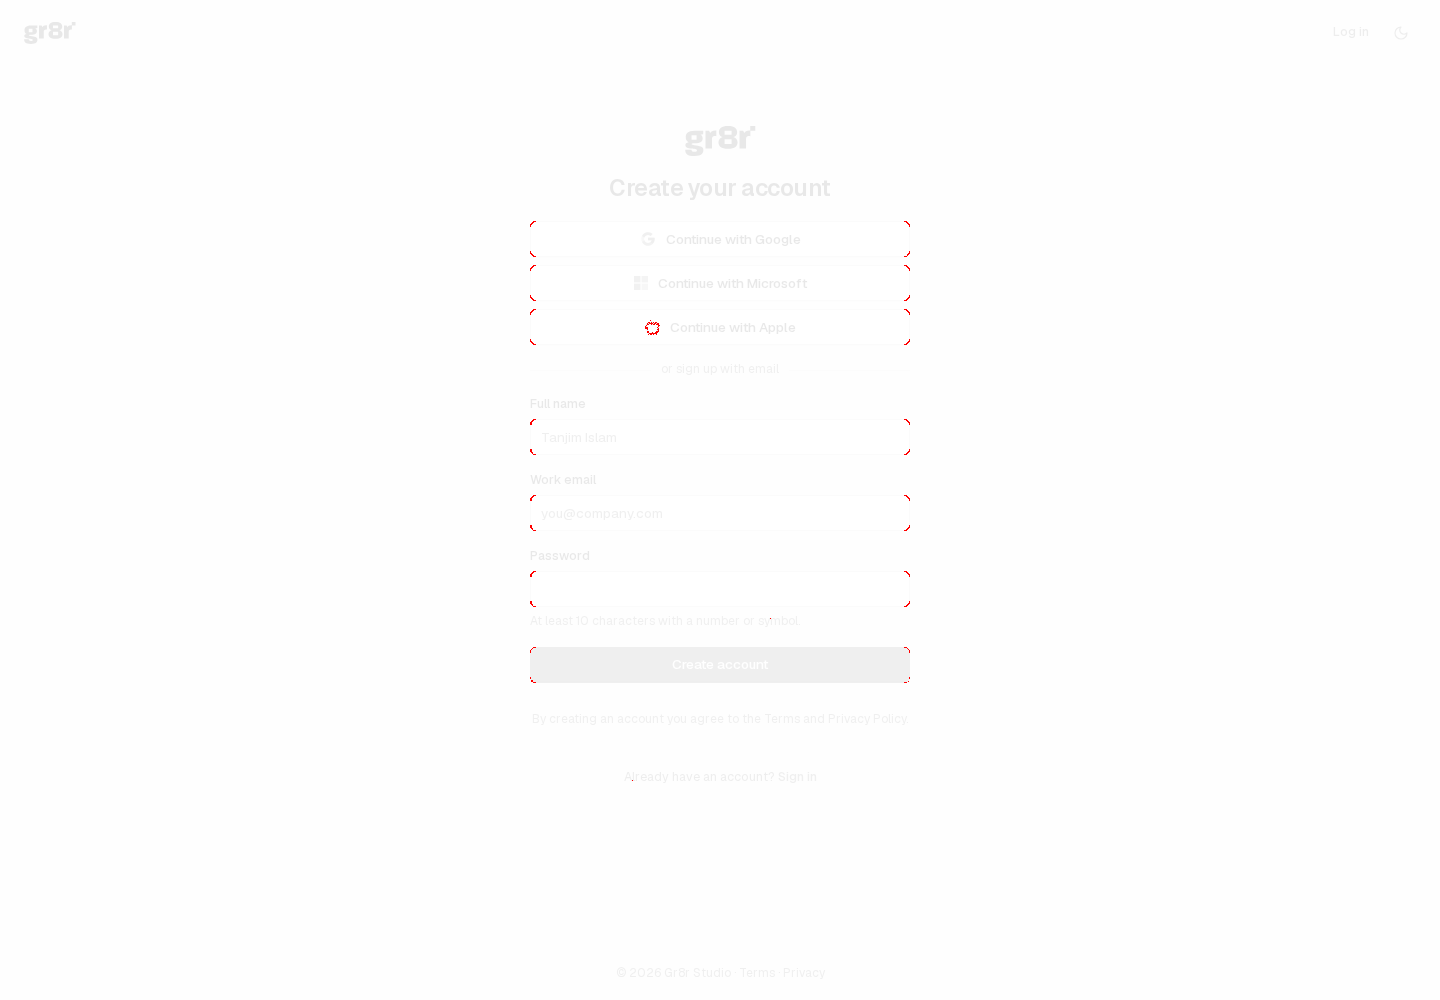 gr8r
Log in
gr8r
Create your account
Continue with Google
Continue with Microsoft
Continue with Apple
or sign up with email
Full name
Tanjim Islam
Work email
you@company.com
Password
At least 10 characters with a number or symbol.
Create account
By creating an account you agree to the Terms and Privacy Policy.
Already have an account? Sign in
© 2026 Gr8r Studio · Terms · Privacy